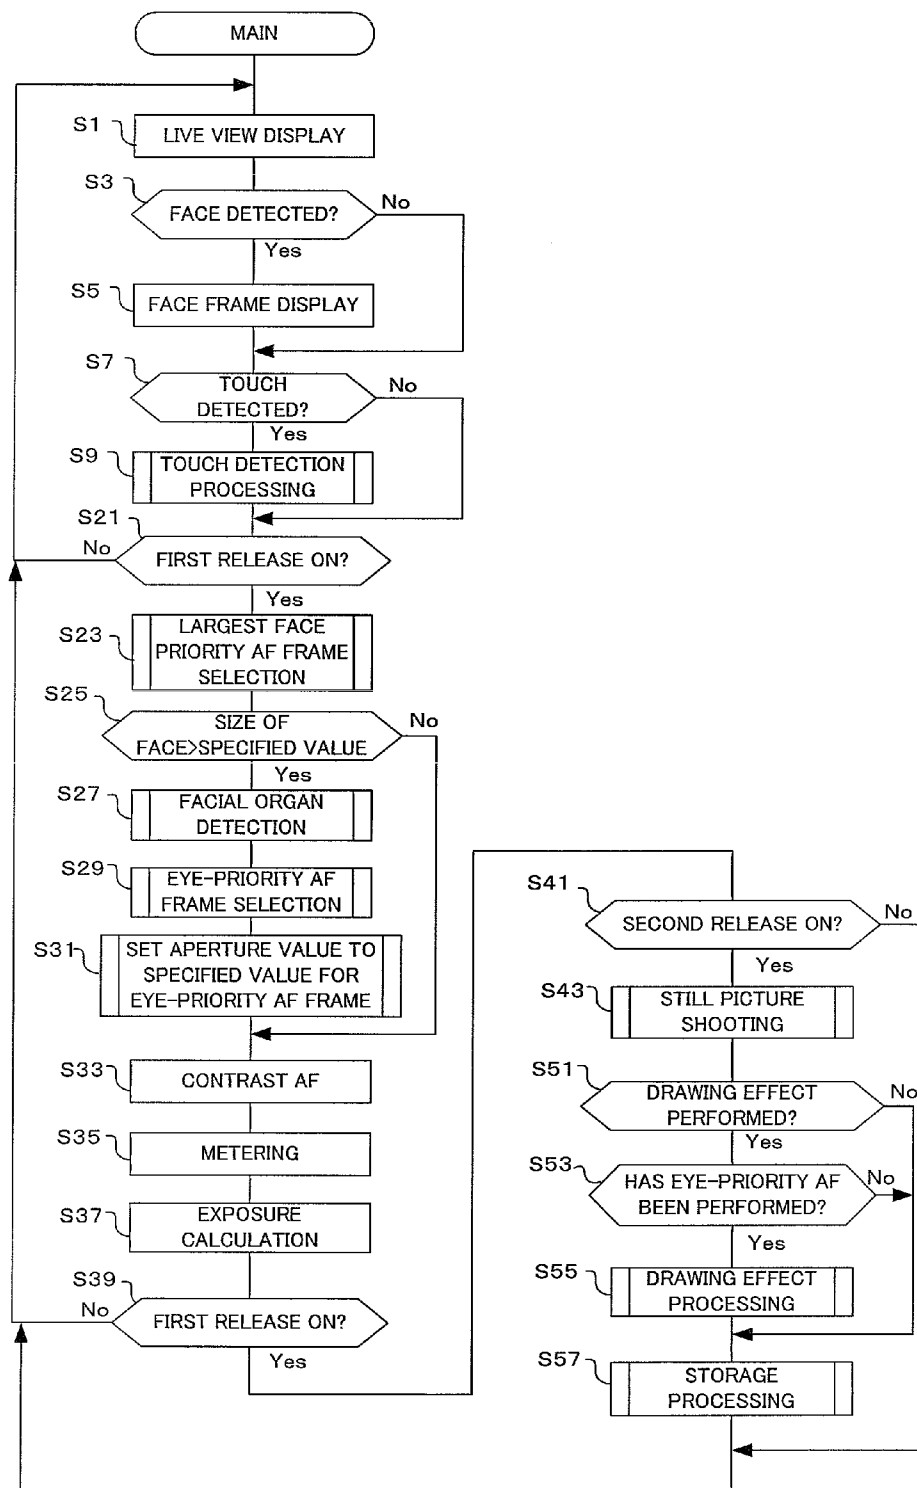 MAIN
S1
LIVE VIEW DISPLAY
S3
FACE DETECTED?
No
Yes
S5
FACE FRAME DISPLAY
S7
TOUCH
DETECTED?
No
Yes
S9
TOUCH DETECTION
PROCESSING
S21
No
FIRST RELEASE ON?
Yes
S23
LARGEST FACE
PRIORITY AF FRAME
SELECTION
S25
SIZE OF
FACE>SPECIFIED VALUE
No
Yes
S27
FACIAL ORGAN
DETECTION
S29
EYE-PRIORITY AF
FRAME SELECTION
S31
SET APERTURE VALUE TO
SPECIFIED VALUE FOR
EYE-PRIORITY AF FRAME
S33
CONTRAST AF
S35
METERING
S37
EXPOSURE
CALCULATION
S39
No
FIRST RELEASE ON?
Yes
S41
SECOND RELEASE ON?
No
Yes
S43
STILL PICTURE
SHOOTING
S51
DRAWING EFFECT
PERFORMED?
No
Yes
S53
HAS EYE-PRIORITY AF
BEEN PERFORMED?
No
Yes
S55
DRAWING EFFECT
PROCESSING
S57
STORAGE
PROCESSING